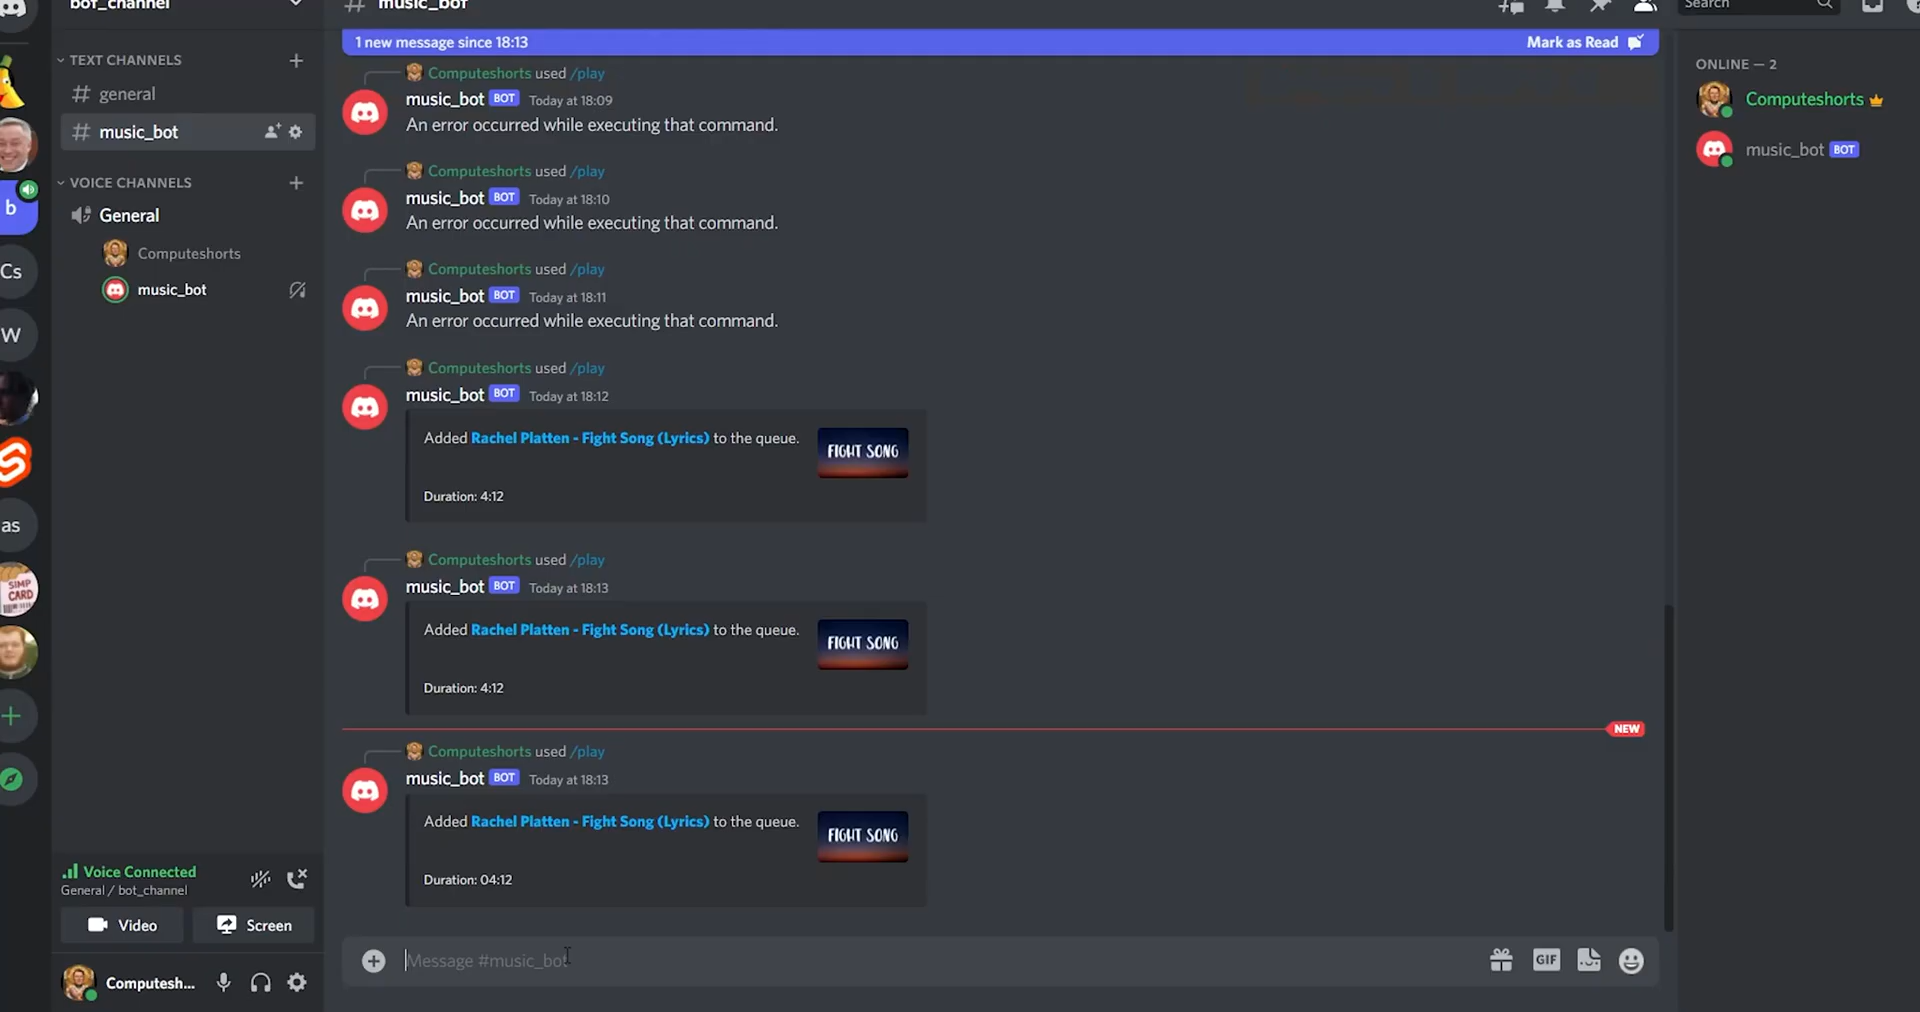 bot_channel
TEXT CHANNELS
general
music_bot
VOICE CHANNELS
General
Computeshorts
music_bot
b
Cs
W
as
SIMP
CARD
Voice Connected
General / bot_channel
Video
Screen
Computesh...
# music_bot
1 new message since 18:13
Mark as Read
Computeshorts used /play
music_bot BOT Today at 18:09
An error occurred while executing that command.
Computeshorts used /play
music_bot BOT Today at 18:10
An error occurred while executing that command.
Computeshorts used /play
music_bot BOT Today at 18:11
An error occurred while executing that command.
Computeshorts used /play
music_bot BOT Today at 18:12
Added Rachel Platten - Fight Song (Lyrics) to the queue.
FIGHT SONG
Duration: 4:12
Computeshorts used /play
music_bot BOT Today at 18:13
Added Rachel Platten - Fight Song (Lyrics) to the queue.
FIGHT SONG
Duration: 4:12
NEW
Computeshorts used /play
music_bot BOT Today at 18:13
Added Rachel Platten - Fight Song (Lyrics) to the queue.
FIGHT SONG
Duration: 04:12
Message #music_bot
GIF
Search
ONLINE — 2
Computeshorts
music_bot BOT